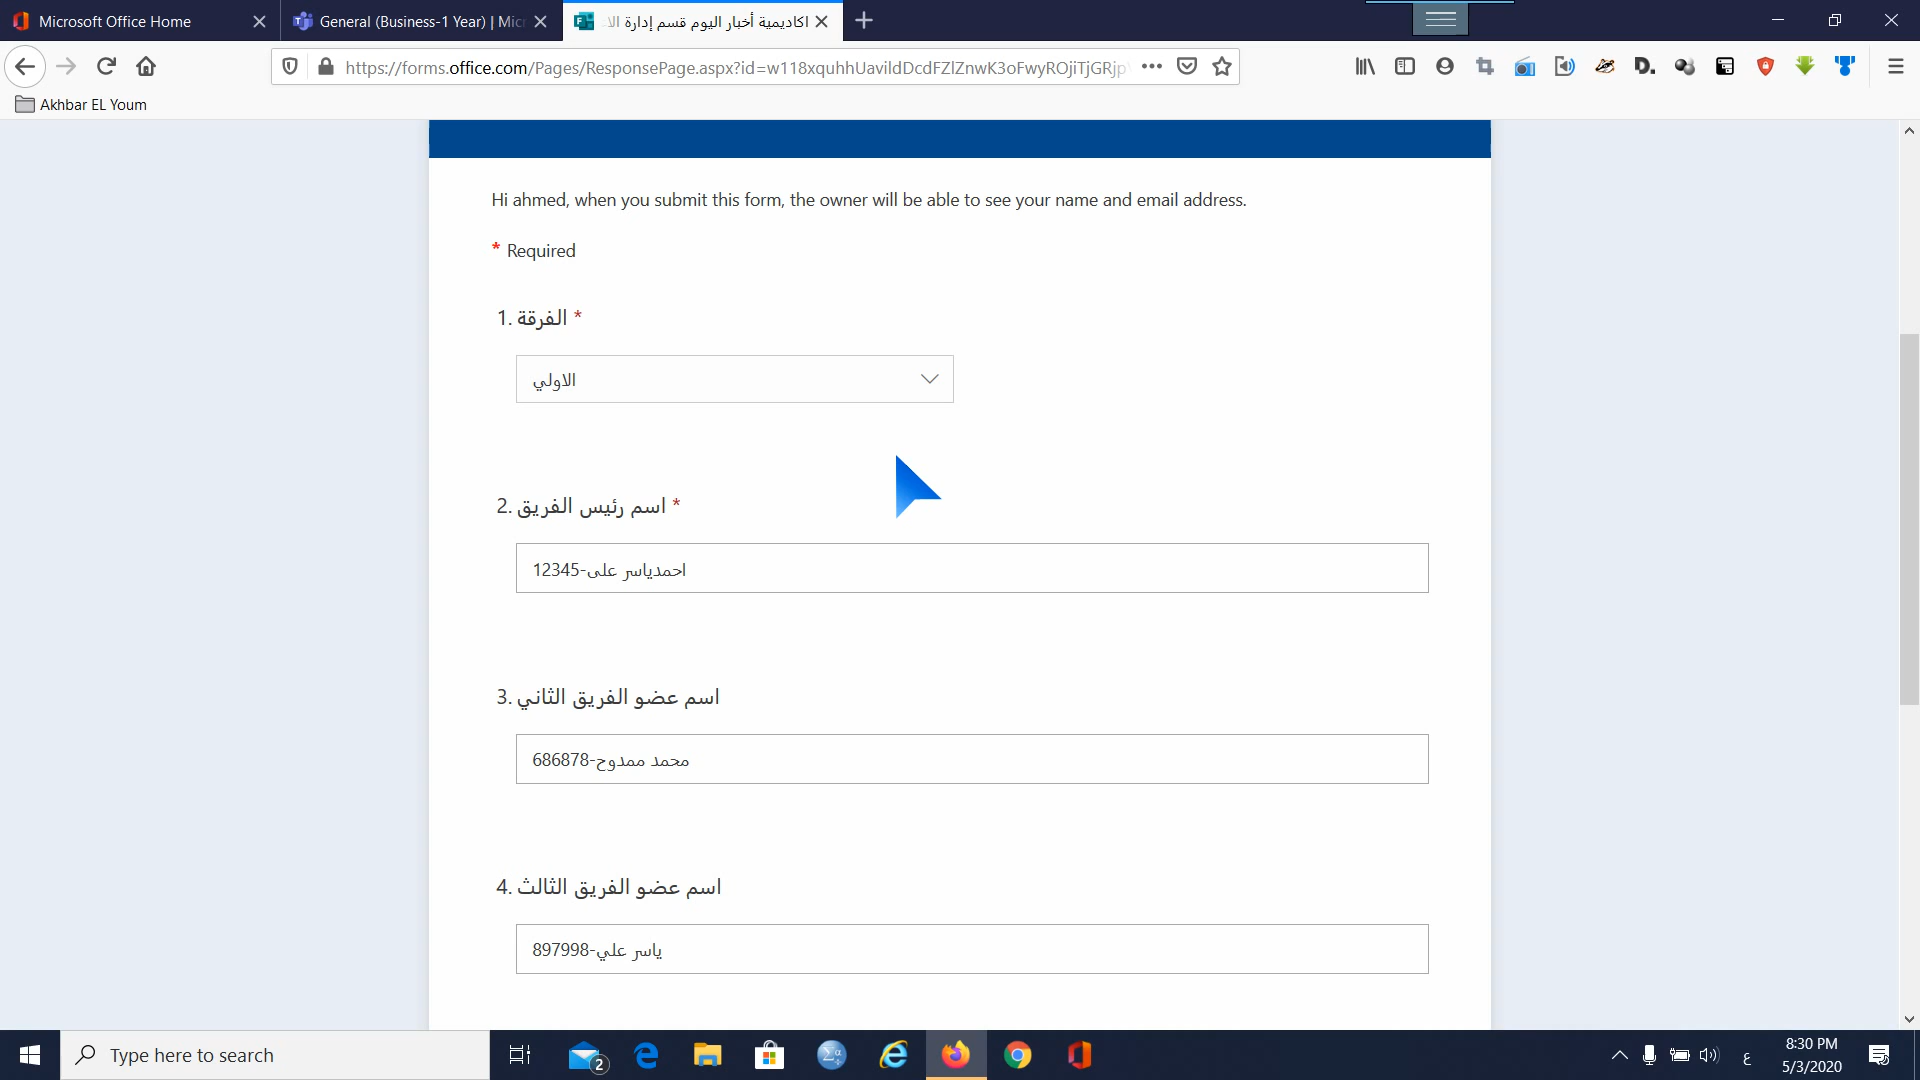 Microsoft Office Home
General (Business-1 Year) | Mic
اكاديمية أخبار اليوم قسم إدارة الا
https://forms.office.com/Pages/ResponsePage.aspx?id=w118xquhhUavildDcdFZlZnwK3oFwyROjiTjGRjp
Akhbar EL Youm
Hi ahmed, when you submit this form, the owner will be able to see your name and email address.
* Required
1. الفرقة *
الاولي
2. اسم رئيس الفريق *
احمدياسر على-12345
3. اسم عضو الفريق الثاني
محمد ممدوح-686878
4. اسم عضو الفريق الثالث
ياسر علي-897998
Type here to search
2
ع
8:30 PM
5/3/2020